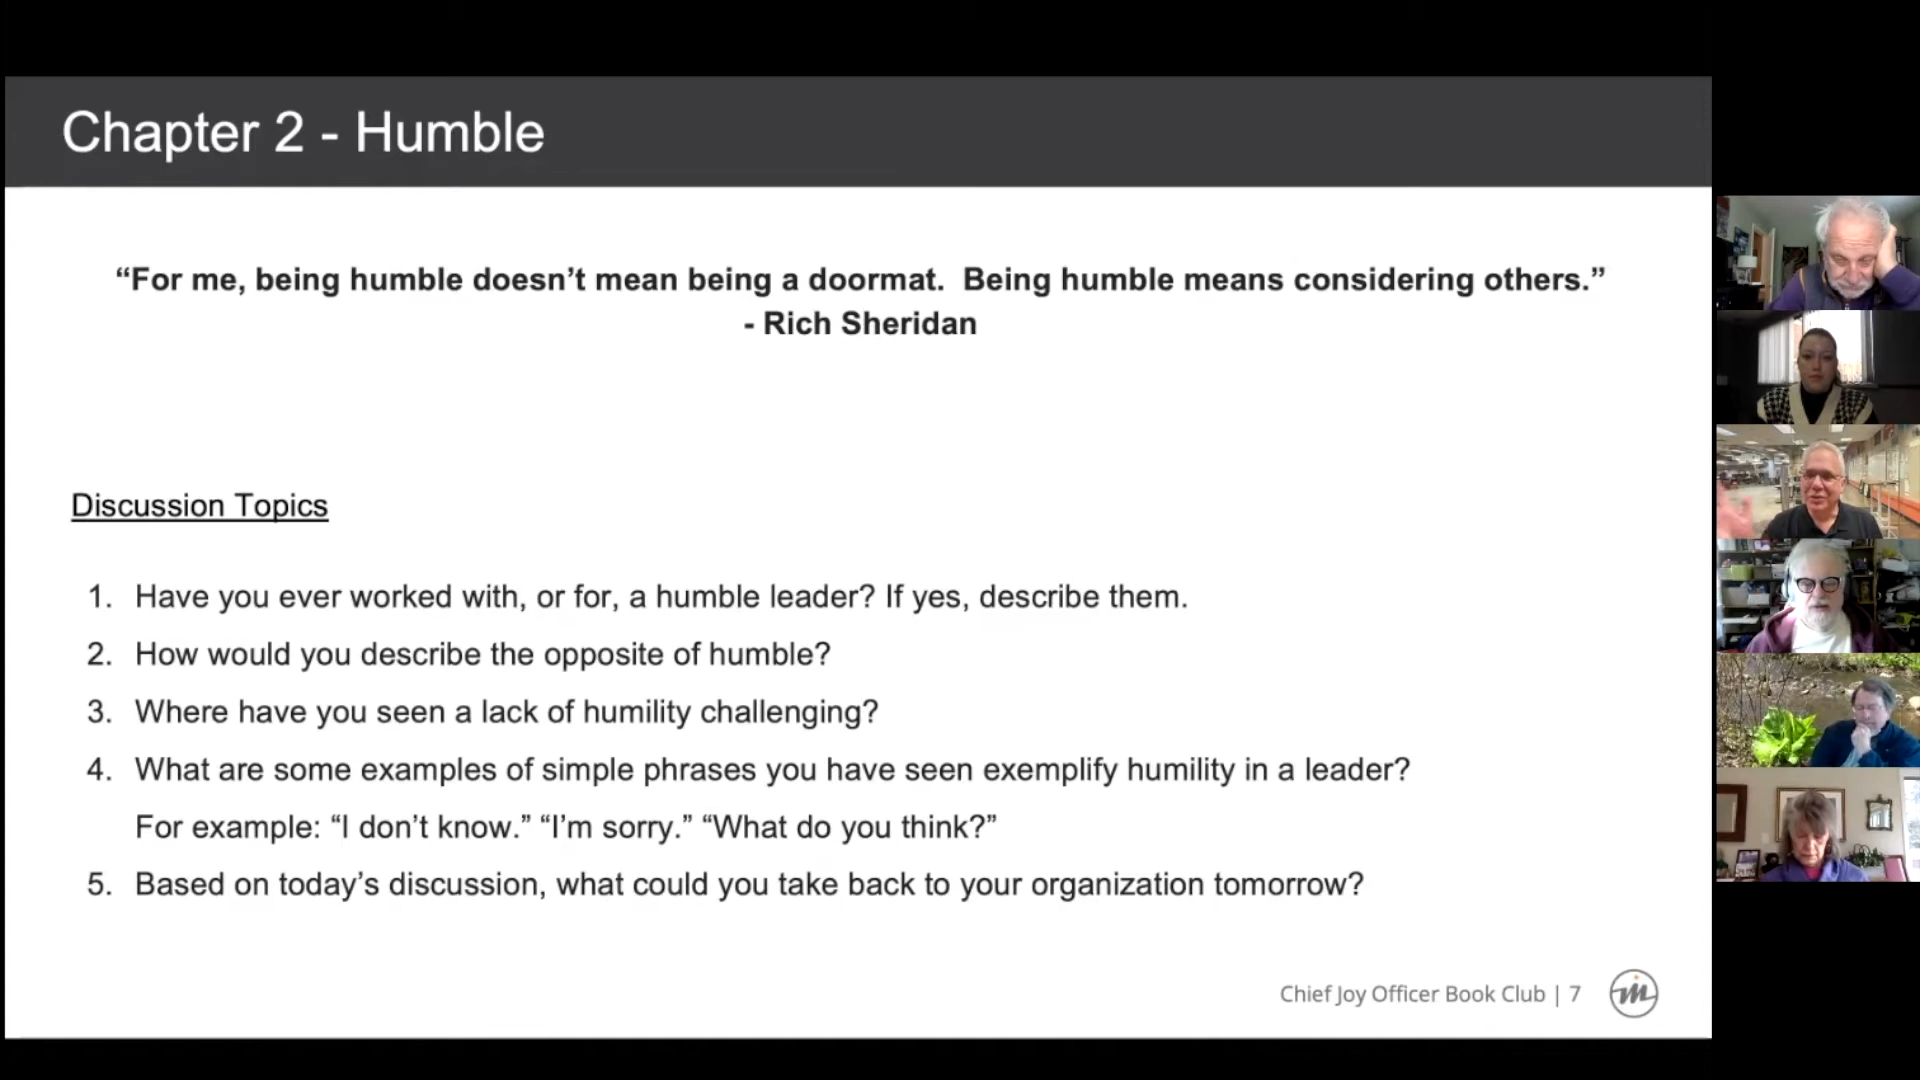 Chapter 2 - Humble
“For me, being humble doesn’t mean being a doormat.  Being humble means considering others.”
- Rich Sheridan
Discussion Topics
1. Have you ever worked with, or for, a humble leader? If yes, describe them.
2. How would you describe the opposite of humble?
3. Where have you seen a lack of humility challenging?
4. What are some examples of simple phrases you have seen exemplify humility in a leader?
For example: “I don’t know.” “I’m sorry.” “What do you think?”
5. Based on today’s discussion, what could you take back to your organization tomorrow?
Chief Joy Officer Book Club | 7